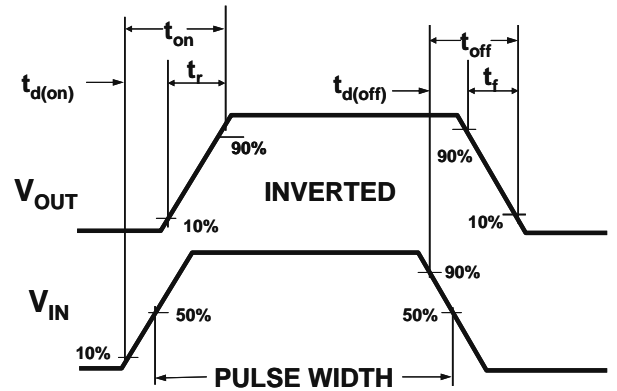 t_on
t_off
t_d(on)
t_r
t_d(off)
t_f
90%
90%
V_OUT
INVERTED
10%
10%
90%
V_IN
50%
50%
10%
PULSE WIDTH